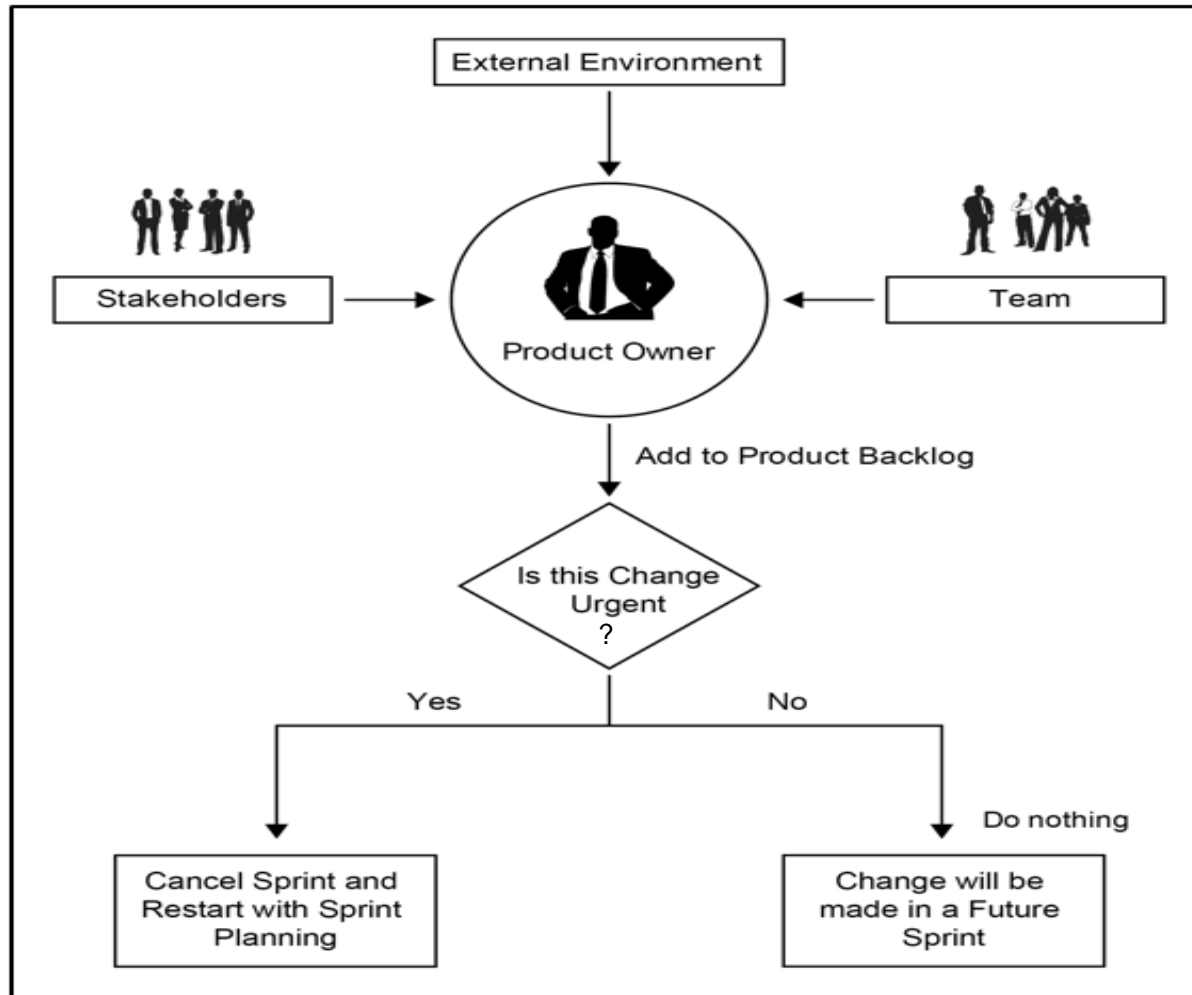 External Environment
Stakeholders
Team
Product Owner
Add to Product Backlog
Is this Change
Urgent
?
Yes
No
Do nothing
Cancel Sprint and
Restart with Sprint
Planning
Change will be
made in a Future
Sprint